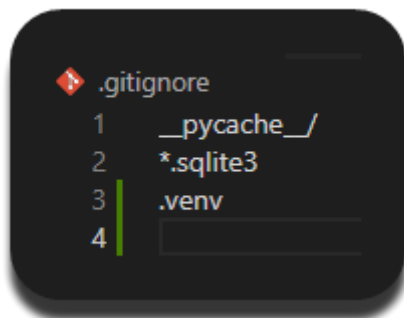 .gitignore
1 __pycache__/
2 *.sqlite3
3 .venv
4